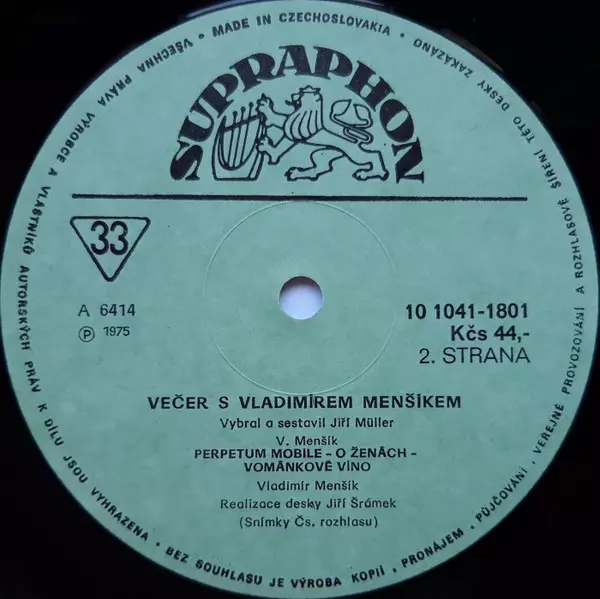 • VŠECHNA PRÁVA VÝROBCE A VLASTNÍKŮ AUTORSKÝCH PRÁV K DÍLU JSOU VYHRAZENA • BEZ SOUHLASU JE VÝROBA KOPIÍ, PRONÁJEM, PŮJČOVÁNÍ, VEŘEJNÉ PROVOZOVÁNÍ A ROZHLASOVÉ ŠÍŘENÍ TÉTO DESKY ZAKÁZÁNO •
MADE IN CZECHOSLOVAKIA
SUPRAPHON
33
A 6414
Ⓟ 1975
10 1041-1801
Kčs 44,-
2. STRANA
VEČER S VLADIMÍREM MENŠÍKEM
Vybral a sestavil Jiří Müller
V. Menšík
PERPETUM MOBILE - O ŽENÁCH -
VOMÁNKOVĚ VÍNO
Vladimír Menšík
Realizace desky Jiří Šrámek
(Snímky Čs. rozhlasu)